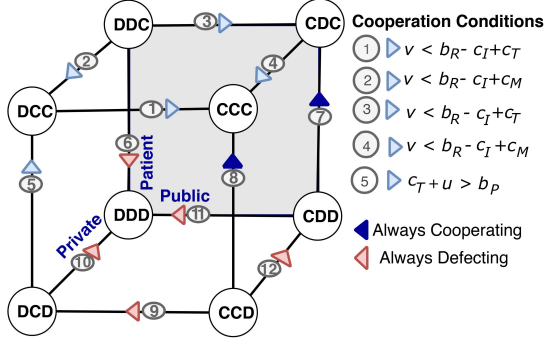 DDC
3
CDC
Cooperation Conditions
1 v < b_R - c_I + c_T
2 v < b_R - c_I + c_M
3 v < b_R - c_I + c_T
4 v < b_R - c_I + c_M
5 c_T + u > b_P
2
4
DCC
1
CCC
6
7
Patient
5
8
Public
DDD
11
CDD
Always Cooperating
Always Defecting
Private
10
12
DCD
9
CCD